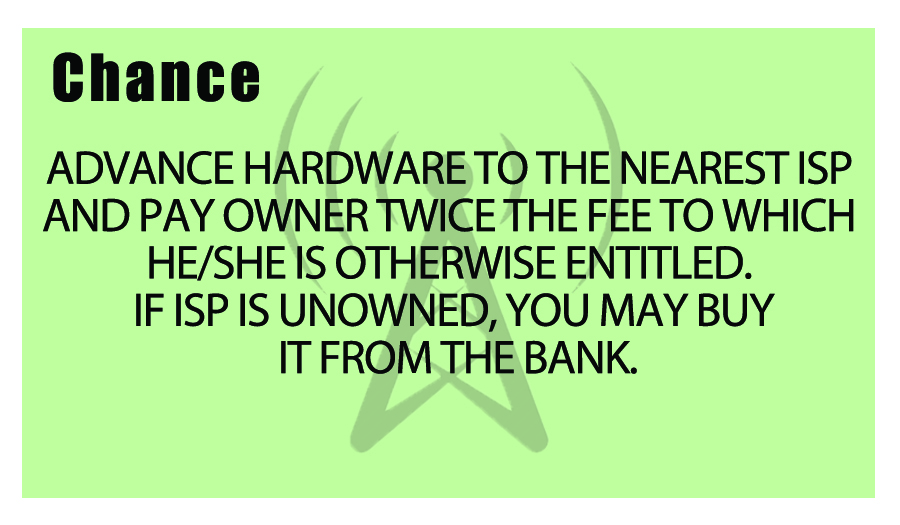 Chance
ADVANCE HARDWARE TO THE NEAREST ISP
AND PAY OWNER TWICE THE FEE TO WHICH
HE/SHE IS OTHERWISE ENTITLED.
IF ISP IS UNOWNED, YOU MAY BUY
IT FROM THE BANK.